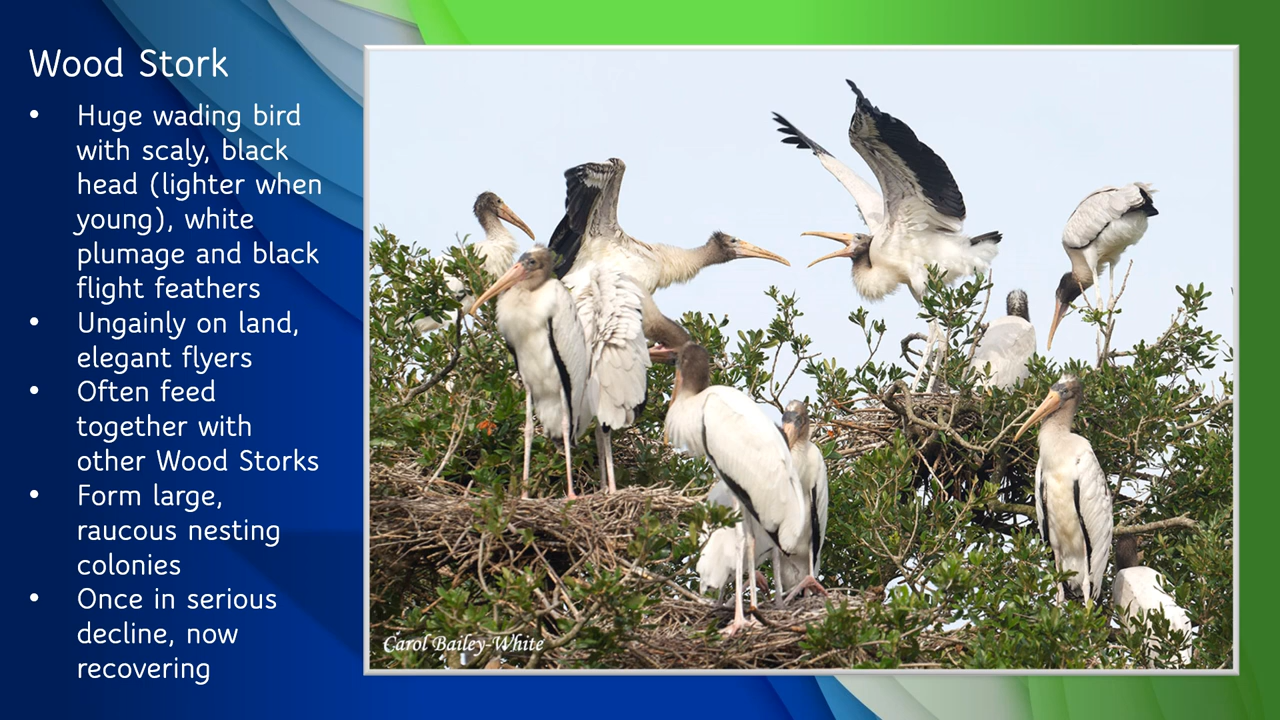 Wood Stork
• Huge wading bird
with scaly, black
head (lighter when
young), white
plumage and black
flight feathers
• Ungainly on land,
elegant flyers
• Often feed
together with
other Wood Storks
• Form large,
raucous nesting
colonies
• Once in serious
decline, now
recovering
Carol Bailey-White